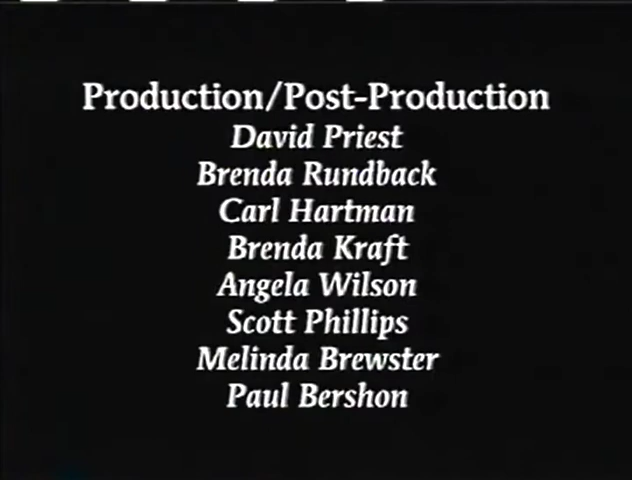 Production/Post-Production
David Priest
Brenda Rundback
Carl Hartman
Brenda Kraft
Angela Wilson
Scott Phillips
Melinda Brewster
Paul Bershon